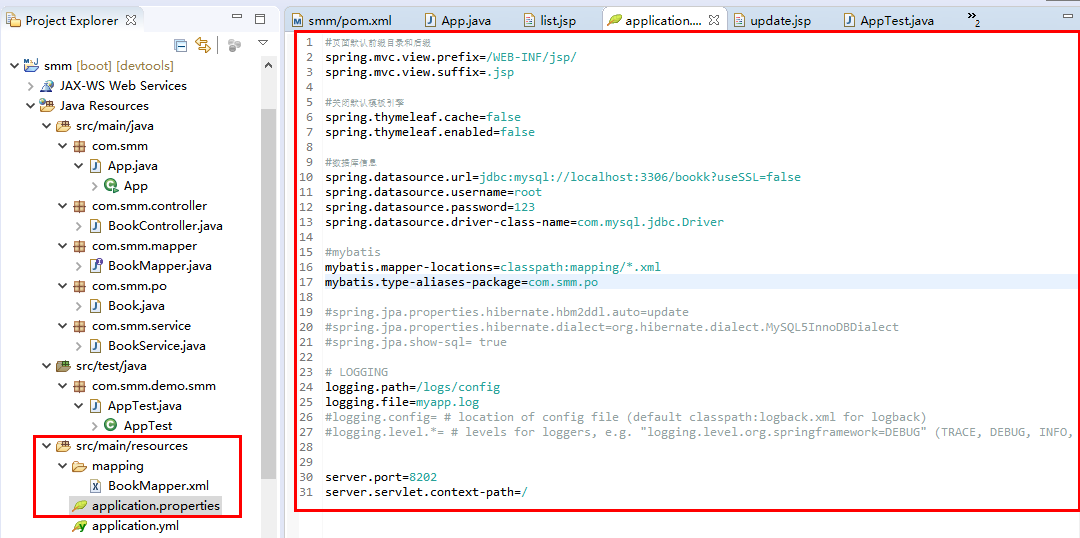 Project Explorer
smm [boot] [devtools]
JAX-WS Web Services
Java Resources
src/main/java
com.smm
App.java
App
com.smm.controller
BookController.java
com.smm.mapper
BookMapper.java
com.smm.po
Book.java
com.smm.service
BookService.java
src/test/java
com.smm.demo.smm
AppTest.java
AppTest
src/main/resources
mapping
BookMapper.xml
application.properties
application.yml
smm/pom.xml
App.java
list.jsp
application....
update.jsp
AppTest.java
»2
1 #页面默认前缀目录和后缀
2 spring.mvc.view.prefix=/WEB-INF/jsp/
3 spring.mvc.view.suffix=.jsp
4
5 #关闭默认模板引擎
6 spring.thymeleaf.cache=false
7 spring.thymeleaf.enabled=false
8
9 #数据库信息
10 spring.datasource.url=jdbc:mysql://localhost:3306/bookk?useSSL=false
11 spring.datasource.username=root
12 spring.datasource.password=123
13 spring.datasource.driver-class-name=com.mysql.jdbc.Driver
14
15 #mybatis
16 mybatis.mapper-locations=classpath:mapping/*.xml
17 mybatis.type-aliases-package=com.smm.po
18
19 #spring.jpa.properties.hibernate.hbm2ddl.auto=update
20 #spring.jpa.properties.hibernate.dialect=org.hibernate.dialect.MySQL5InnoDBDialect
21 #spring.jpa.show-sql= true
22
23 # LOGGING
24 logging.path=/logs/config
25 logging.file=myapp.log
26 #logging.config= # location of config file (default classpath:logback.xml for logback)
27 #logging.level.*= # levels for loggers, e.g. "logging.level.org.springframework=DEBUG" (TRACE, DEBUG, INFO,
28
29
30 server.port=8202
31 server.servlet.context-path=/